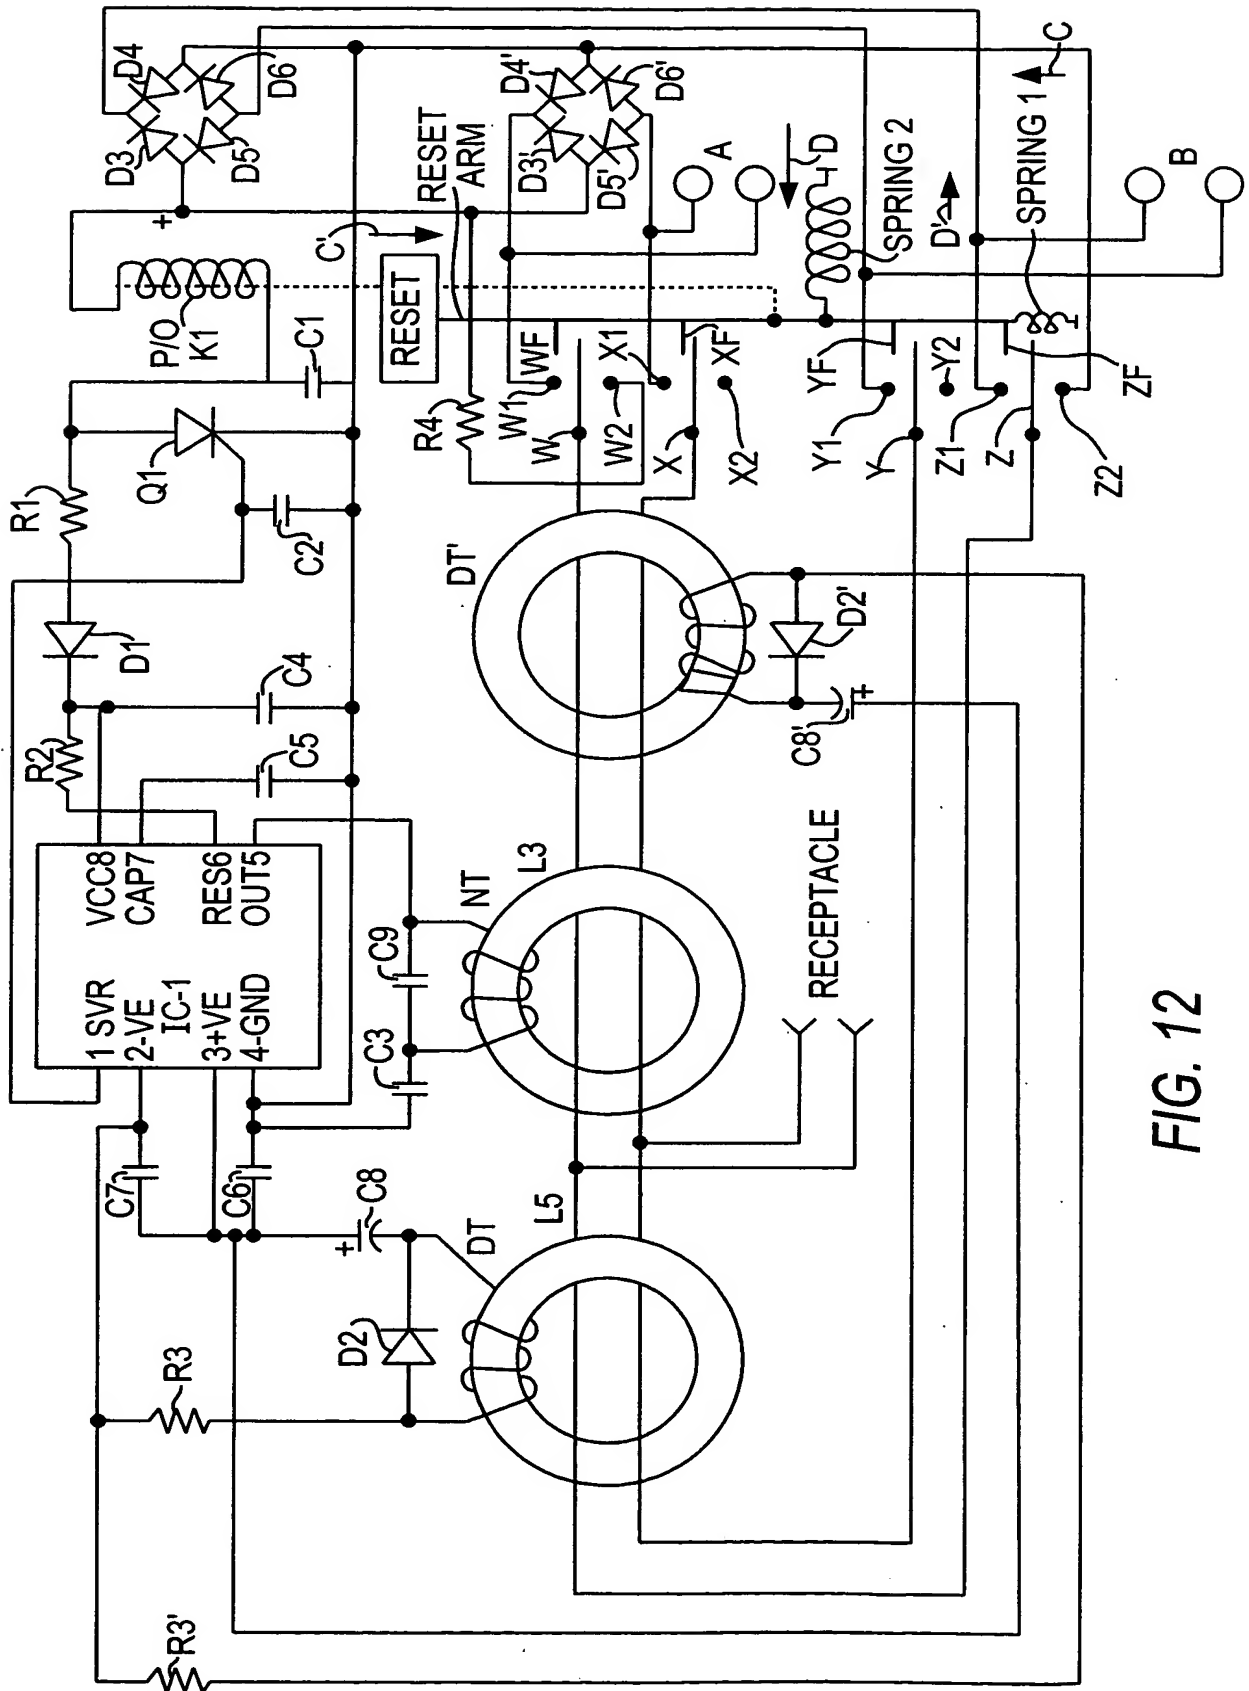 D4
D6
D3
D5
+
P/O
K1
C1
Q1
R1
C2
D1
C4
R2
C5
VCC8
CAP7
RES6
OUT5
1 SVR
2-VE
IC-1
3+VE
4-GND
C7
C6
R3
R3'
C'
RESET
RESET
ARM
D4'
D6'
D3'
D5'
A
R4
W1
WF
W
W2
X1
X
XF
X2
D
SPRING 2
D'
SPRING 1
C
B
YF
Y1
Y2
Y
Z1
Z
Z2
ZF
DT'
D2'
C8'
+
C9
C3
NT
L3
RECEPTACLE
+
C8
D2
DT
L5
FIG. 12